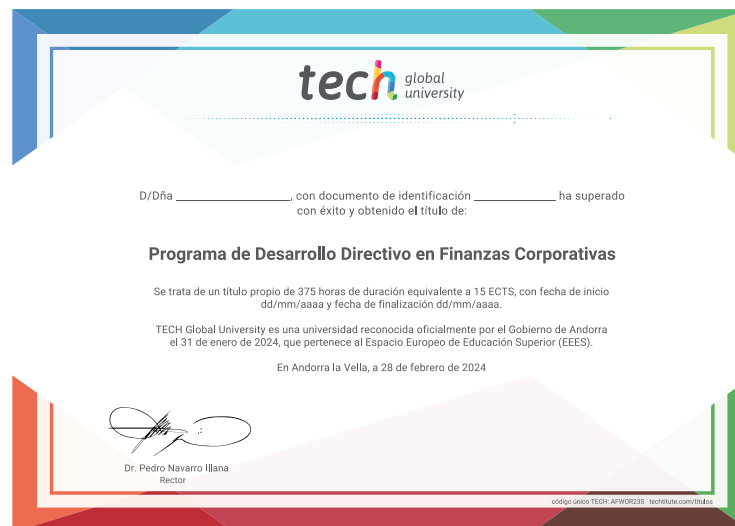 tech global university
D/Dña ____________________, con documento de identificación ______________ ha superado
con éxito y obtenido el título de:
Programa de Desarrollo Directivo en Finanzas Corporativas
Se trata de un título propio de 375 horas de duración equivalente a 15 ECTS, con fecha de inicio
dd/mm/aaaa y fecha de finalización dd/mm/aaaa.
TECH Global University es una universidad reconocida oficialmente por el Gobierno de Andorra
el 31 de enero de 2024, que pertenece al Espacio Europeo de Educación Superior (EEES).
En Andorra la Vella, a 28 de febrero de 2024
Dr. Pedro Navarro Illana
Rector
código único TECH: AFWOR23S techtitute.com/titulos